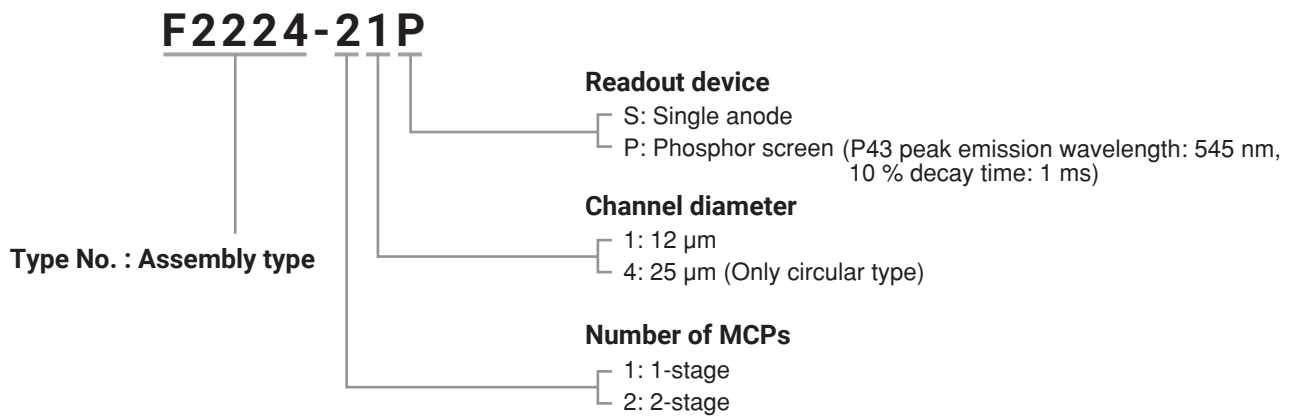 F2224-21P
Readout device
S: Single anode
P: Phosphor screen (P43 peak emission wavelength: 545 nm,
10 % decay time: 1 ms)
Channel diameter
1: 12 µm
4: 25 µm (Only circular type)
Type No. : Assembly type
Number of MCPs
1: 1-stage
2: 2-stage